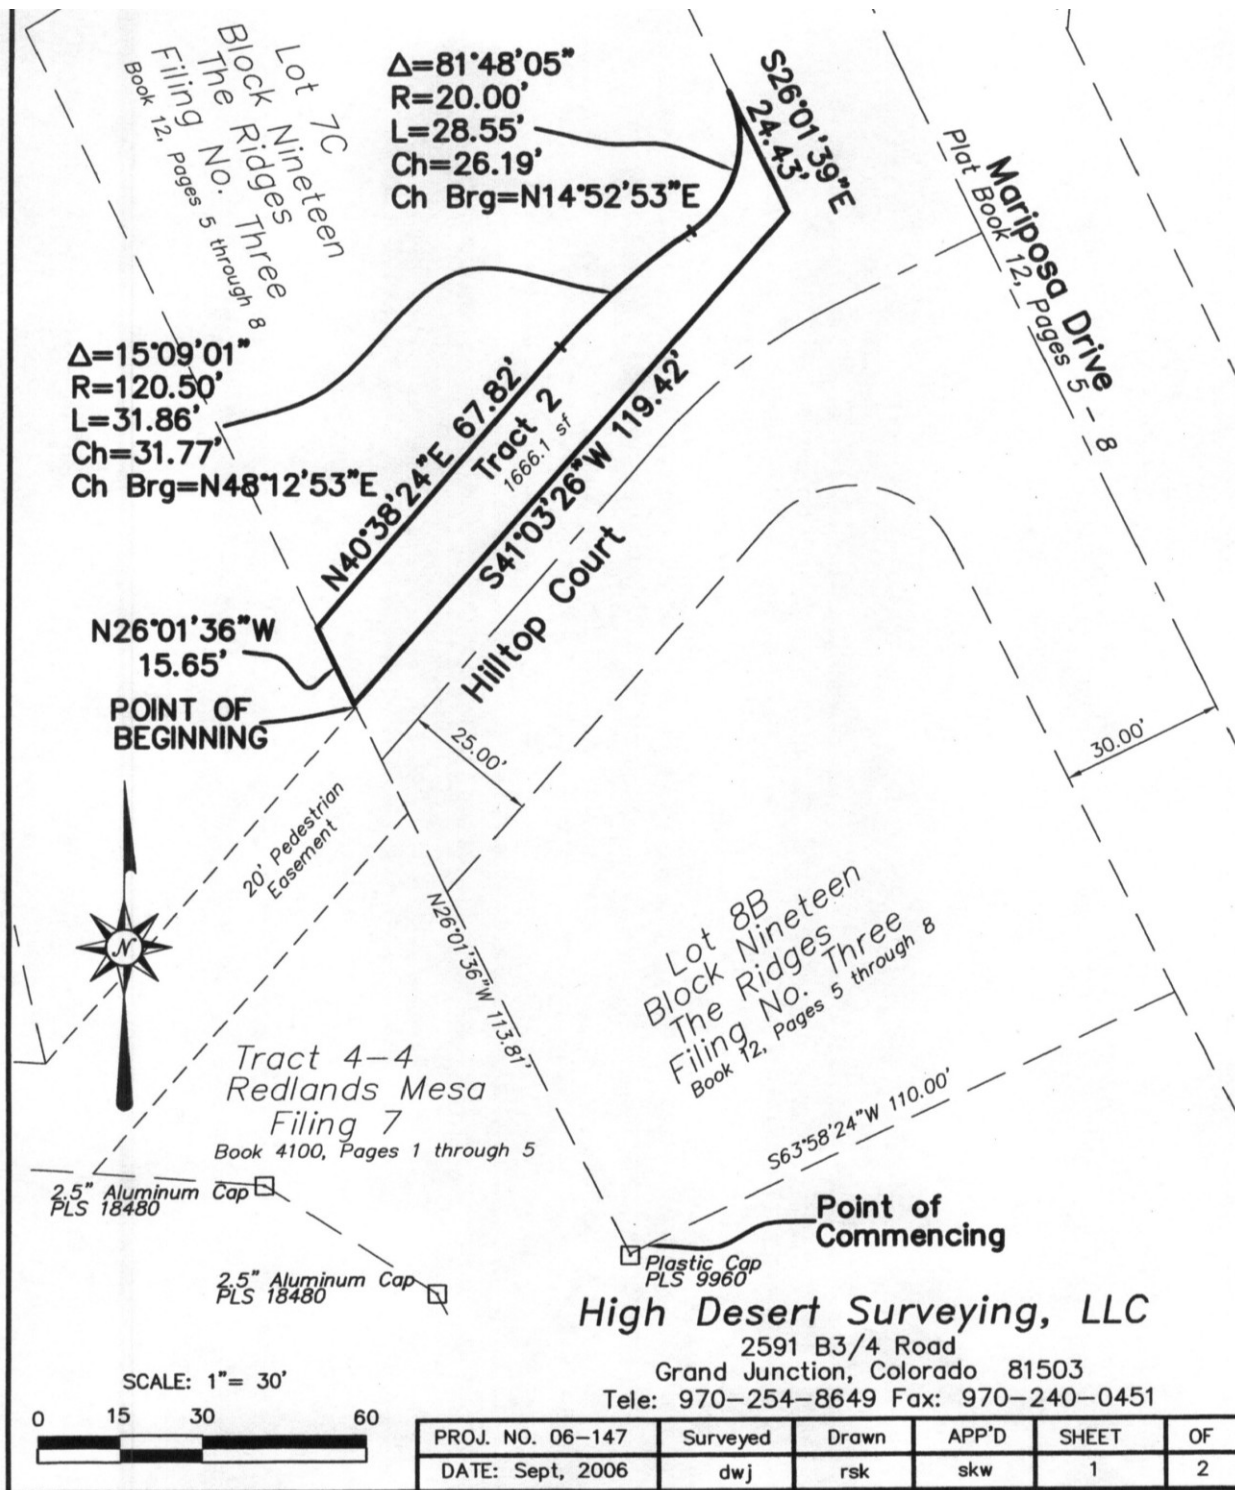 Lot 7C
Block Nineteen
The Ridges
Filing No. Three
Book 12, Pages 5 through 8
Δ=81°48'05"
R=20.00'
L=28.55'
Ch=26.19'
Ch Brg=N14°52'53"E
S26°01'39"E
24.43'
Mariposa Drive
Plat Book 12, Pages 5 - 8
Δ=15°09'01"
R=120.50'
L=31.86'
Ch=31.77'
Ch Brg=N48°12'53"E
N40°38'24"E 67.82'
Tract 2
1666.1 sf
S41°03'26"W 119.42'
Hilltop Court
N26°01'36"W
15.65'
POINT OF
BEGINNING
25.00'
30.00'
20' Pedestrian
Easement
N
N26°01'36"W 113.81'
Lot 8B
Block Nineteen
The Ridges
Filing No. Three
Book 12, Pages 5 through 8
Tract 4-4
Redlands Mesa
Filing 7
Book 4100, Pages 1 through 5
S63°58'24"W 110.00'
2.5" Aluminum Cap
PLS 18480
Point of
Commencing
Plastic Cap
PLS 9960
2.5" Aluminum Cap
PLS 18480
High Desert Surveying, LLC
2591 B3/4 Road
Grand Junction, Colorado 81503
Tele: 970-254-8649 Fax: 970-240-0451
SCALE: 1"= 30'
0 15 30 60
PROJ. NO. 06-147 Surveyed Drawn APP'D SHEET OF
DATE: Sept, 2006 dwj rsk skw 1 2